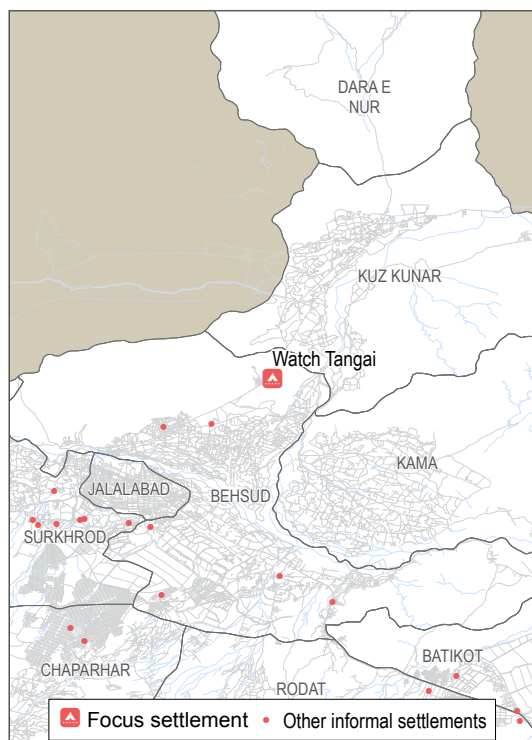 DARA E
NUR
KUZ KUNAR
Watch Tangai
KAMA
JALALABAD
BEHSUD
SURKHROD
BATIKOT
CHAPARHAR
RODAT
Focus settlement
Other informal settlements